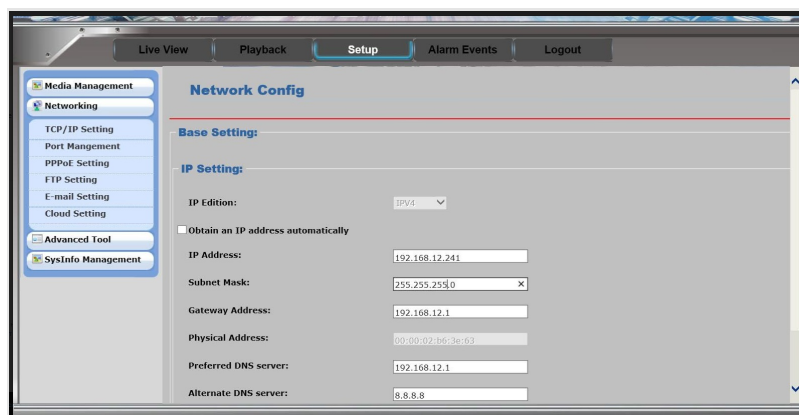 Live View Playback Setup Alarm Events Logout
Media Management
Networking
TCP/IP Setting
Port Mangement
PPPoE Setting
FTP Setting
E-mail Setting
Cloud Setting
Advanced Tool
SysInfo Management
Network Config
Base Setting:
IP Setting:
IP Edition: IPV4
Obtain an IP address automatically
IP Address: 192.168.12.241
Subnet Mask: 255.255.255.0
Gateway Address: 192.168.12.1
Physical Address: 00:00:02:b6:3e:63
Preferred DNS server: 192.168.12.1
Alternate DNS server: 8.8.8.8